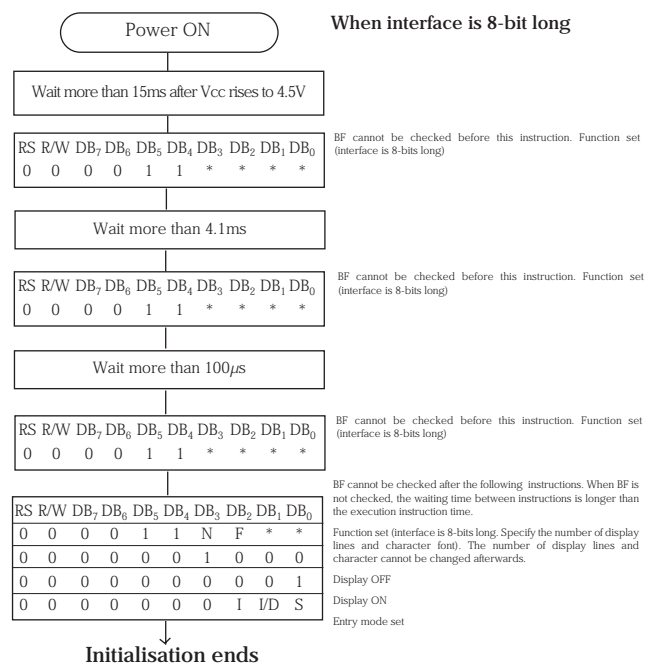 Power ON
When interface is 8-bit long
Wait more than 15ms after Vcc rises to 4.5V
RS R/W DB7 DB6 DB5 DB4 DB3 DB2 DB1 DB0
0 0 0 0 1 1 * * * *
BF cannot be checked before this instruction. Function set
(interface is 8-bits long)
Wait more than 4.1ms
RS R/W DB7 DB6 DB5 DB4 DB3 DB2 DB1 DB0
0 0 0 0 1 1 * * * *
BF cannot be checked before this instruction. Function set
(interface is 8-bits long)
Wait more than 100µs
RS R/W DB7 DB6 DB5 DB4 DB3 DB2 DB1 DB0
0 0 0 0 1 1 * * * *
BF cannot be checked before this instruction. Function set
(interface is 8-bits long)
BF cannot be checked after the following instructions. When BF is
not checked, the waiting time between instructions is longer than
the execution instruction time.
RS R/W DB7 DB6 DB5 DB4 DB3 DB2 DB1 DB0
0 0 0 0 1 1 N F * *
0 0 0 0 0 0 1 0 0 0
0 0 0 0 0 0 0 0 0 1
0 0 0 0 0 0 0 I I/D S
Function set (interface is 8-bits long. Specify the number of display
lines and character font). The number of display lines and
character cannot be changed afterwards.
Display OFF
Display ON
Entry mode set
Initialisation ends